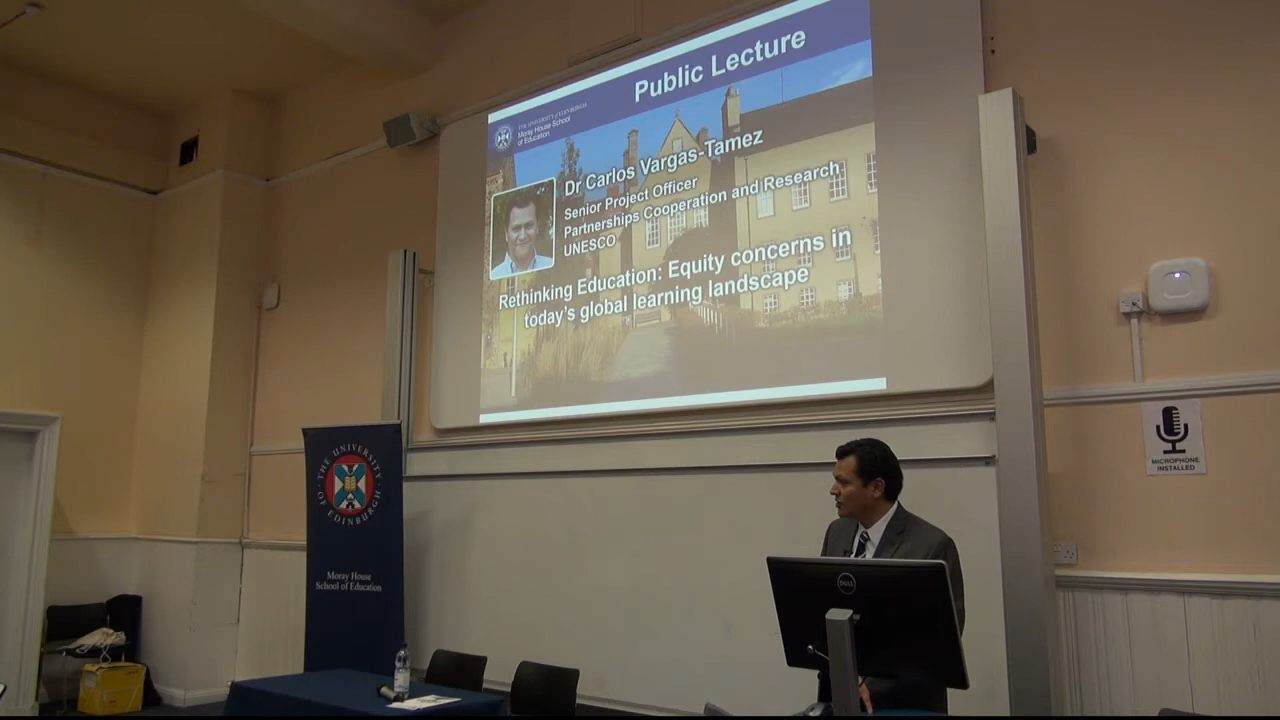 Public Lecture
THE UNIVERSITY of EDINBURGH
Moray House School
of Education
Dr Carlos Vargas-Tamez
Senior Project Officer
Partnerships Cooperation and Research
UNESCO
Rethinking Education: Equity concerns in
today's global learning landscape
THE UNIVERSITY
OF EDINBURGH
Moray House
School of Education
DELL
MICROPHONE
INSTALLED